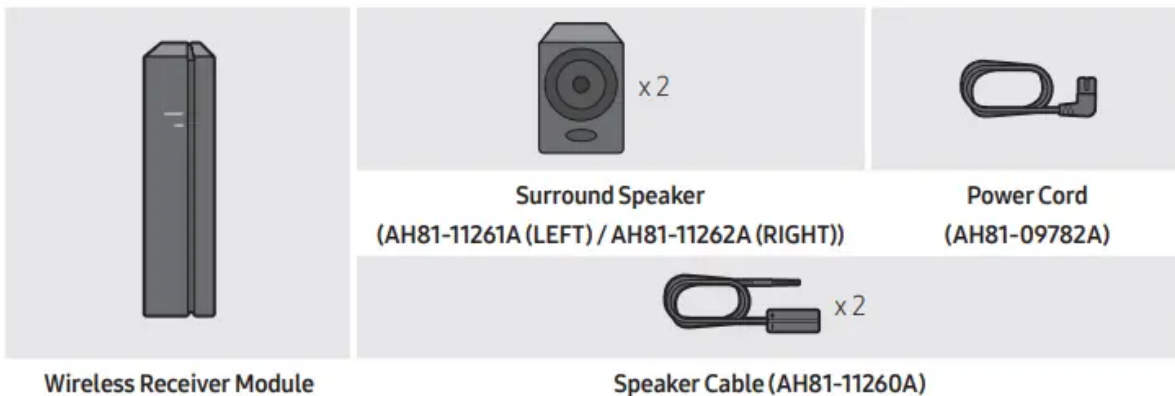 x 2
Surround Speaker
(AH81-11261A (LEFT) / AH81-11262A (RIGHT))
Power Cord
(AH81-09782A)
x 2
Wireless Receiver Module
Speaker Cable (AH81-11260A)